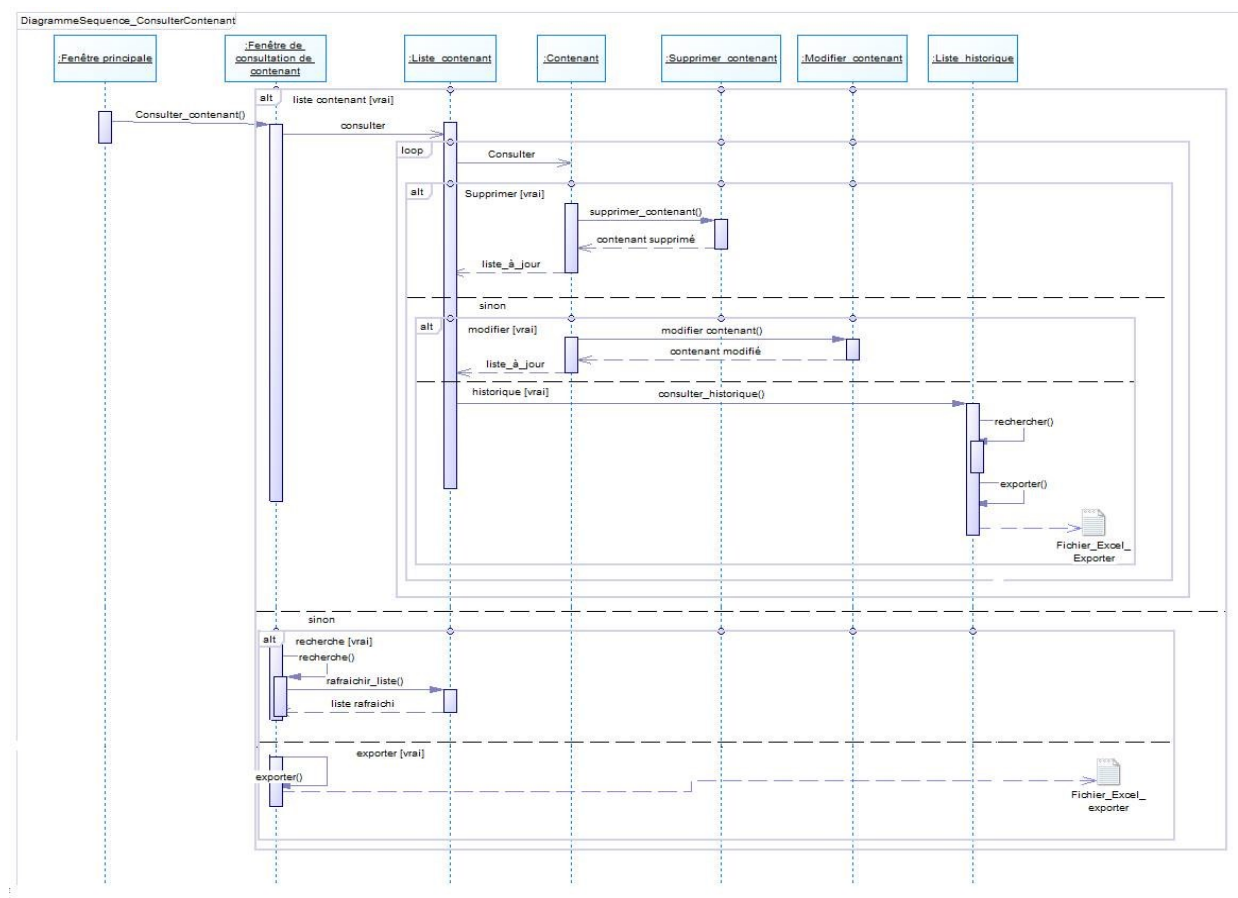 DiagrammeSequence_ConsulterContenant
:Fenêtre principale
:Fenêtre de
consultation de
contenant
:Liste_contenant
:Contenant
:Supprimer_contenant
:Modifier_contenant
:Liste_historique
alt
liste contenant [vrai]
Consulter_contenant()
consulter
loop
Consulter
alt
Supprimer [vrai]
supprimer_contenant()
contenant supprimé
liste_à_jour
sinon
alt
modifier [vrai]
modifier contenant()
contenant modifié
liste_à_jour
historique [vrai]
consulter_historique()
rechercher()
exporter()
Fichier_Excel_
Exporter
sinon
alt
recherche [vrai]
recherche()
rafraichir_liste()
liste rafraichi
exporter [vrai]
exporter()
Fichier_Excel_
exporter